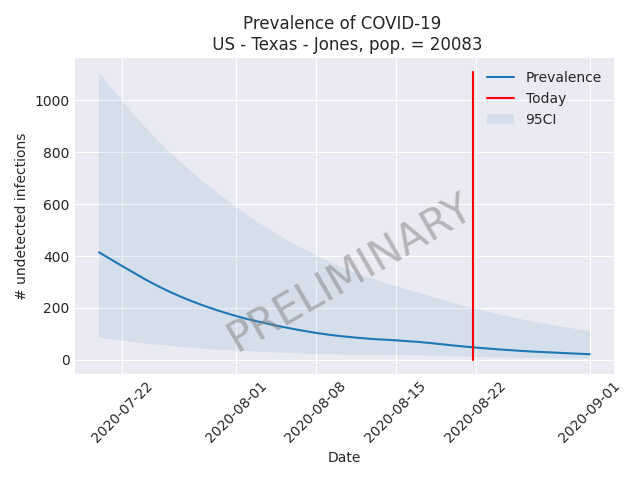 Prevalence of COVID-19
US - Texas - Jones, pop. = 20083
Prevalence
Today
95CI
1000
800
600
400
200
0
# undetected infections
PRELIMINARY
2020-07-22
2020-08-01
2020-08-08
2020-08-15
2020-08-22
2020-09-01
Date